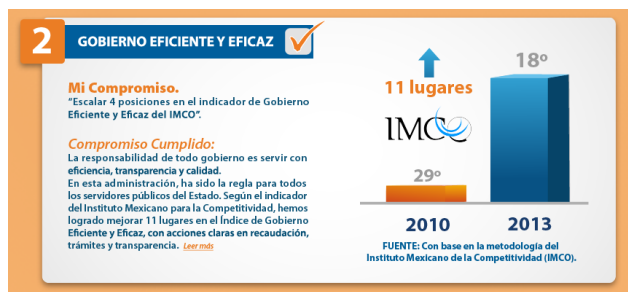 2
GOBIERNO EFICIENTE Y EFICAZ
Mi Compromiso.
“Escalar 4 posiciones en el indicador de Gobierno
Eficiente y Eficaz del IMCO”.
Compromiso Cumplido:
La responsabilidad de todo gobierno es servir con
eficiencia, transparencia y calidad.
En esta administración, ha sido la regla para todos
los servidores públicos del Estado. Según el indicador
del Instituto Mexicano para la Competitividad, hemos
logrado mejorar 11 lugares en el Índice de Gobierno
Eficiente y Eficaz, con acciones claras en recaudación,
trámites y transparencia. Leer más
11 lugares
IMCO
29º
18º
2010
2013
FUENTE: Con base en la metodología del
Instituto Mexicano de la Competitividad (IMCO).